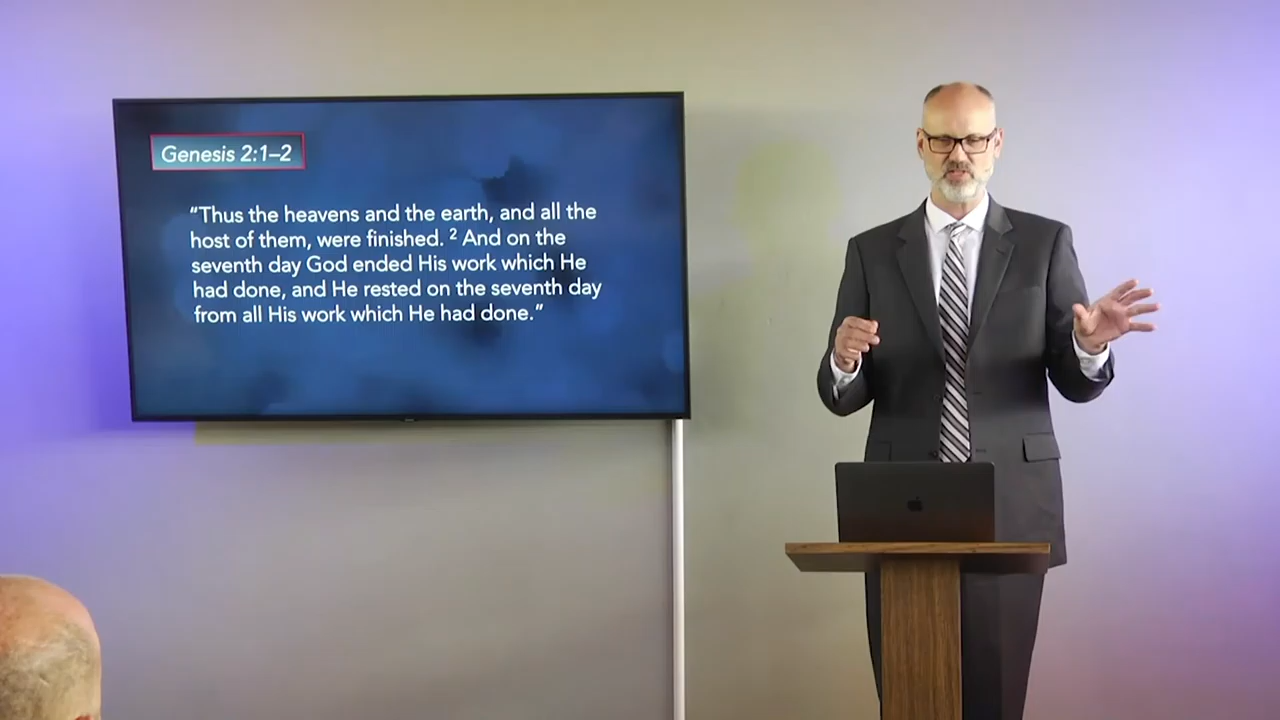 Genesis 2:1–2
“Thus the heavens and the earth, and all the
host of them, were finished. ² And on the
seventh day God ended His work which He
had done, and He rested on the seventh day
from all His work which He had done.”